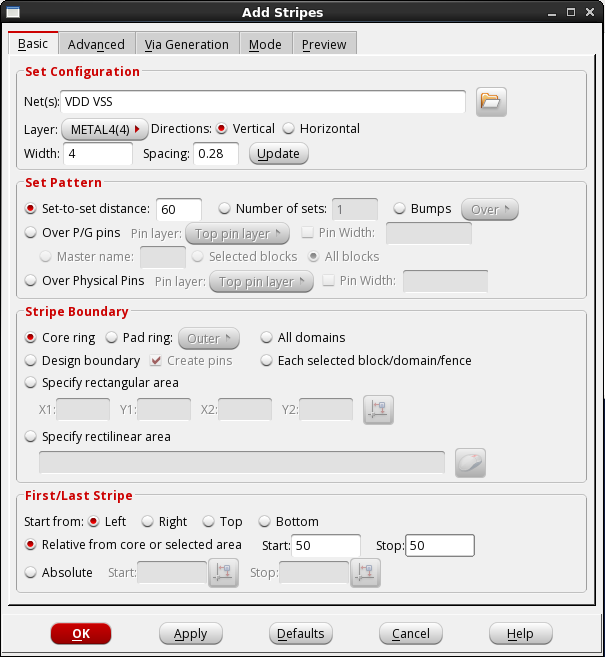 Add Stripes
Basic Advanced Via Generation Mode Preview
Set Configuration
Net(s): VDD VSS
Layer: METAL4(4) Directions: Vertical Horizontal
Width: 4 Spacing: 0.28 Update
Set Pattern
Set-to-set distance: 60 Number of sets: 1 Bumps Over
Over P/G pins Pin layer: Top pin layer Pin Width:
Master name: Selected blocks All blocks
Over Physical Pins Pin layer: Top pin layer Pin Width:
Stripe Boundary
Core ring Pad ring: Outer All domains
Design boundary Create pins Each selected block/domain/fence
Specify rectangular area
X1: Y1: X2: Y2:
Specify rectilinear area
First/Last Stripe
Start from: Left Right Top Bottom
Relative from core or selected area Start: 50 Stop: 50
Absolute Start: Stop:
OK Apply Defaults Cancel Help